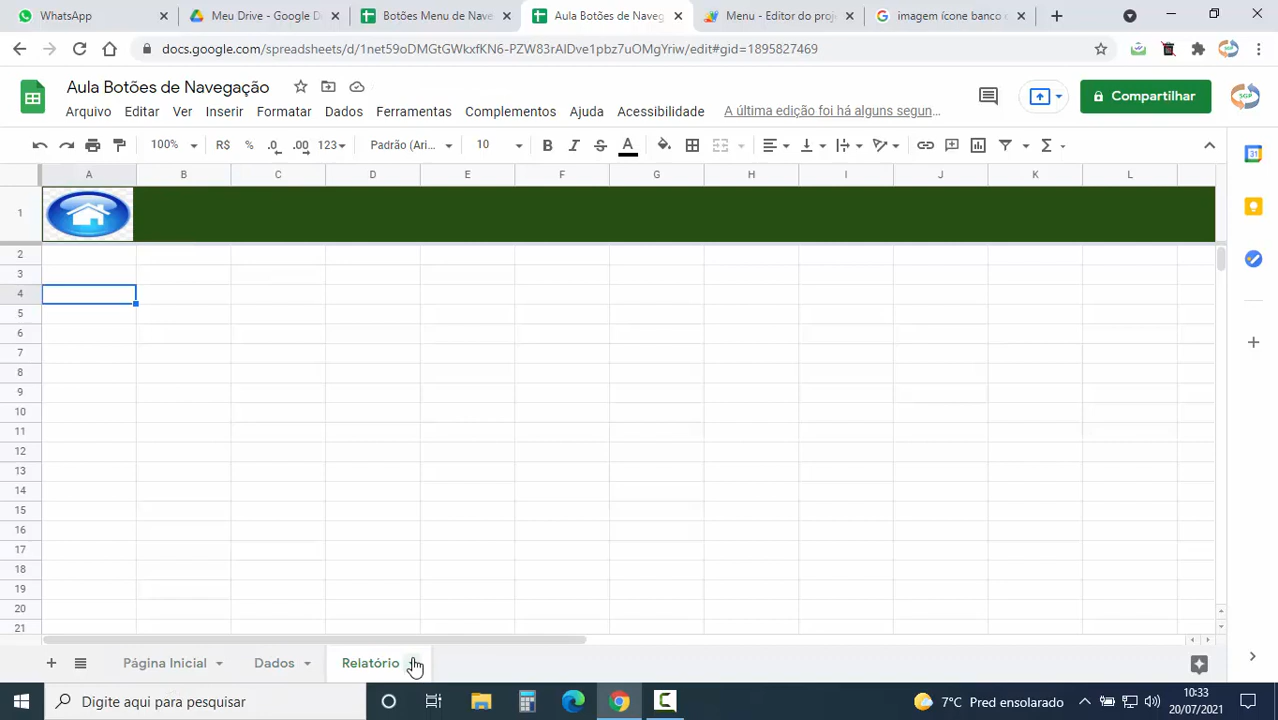 WhatsApp
Meu Drive - Google D
Botões Menu de Nave
Aula Botões de Naveg
Menu - Editor do proj
imagem ícone banco d
docs.google.com/spreadsheets/d/1net59oDMGtGWkxfKN6-PZW83rAIDve1pbz7uOMgYriw/edit#gid=1895827469
Aula Botões de Navegação
Arquivo Editar Ver Inserir Formatar Dados Ferramentas Complementos Ajuda Acessibilidade A última edição foi há alguns segun...
Compartilhar
100% R$ % .0 .00 123 Padrão (Ari... 10 B I S A Σ
A B C D E F G H I J K L
1
2
3
4
5
6
7
8
9
10
11
12
13
14
15
16
17
18
19
20
21
Página Inicial Dados Relatório
Digite aqui para pesquisar
7°C Pred ensolarado
10:33
20/07/2021